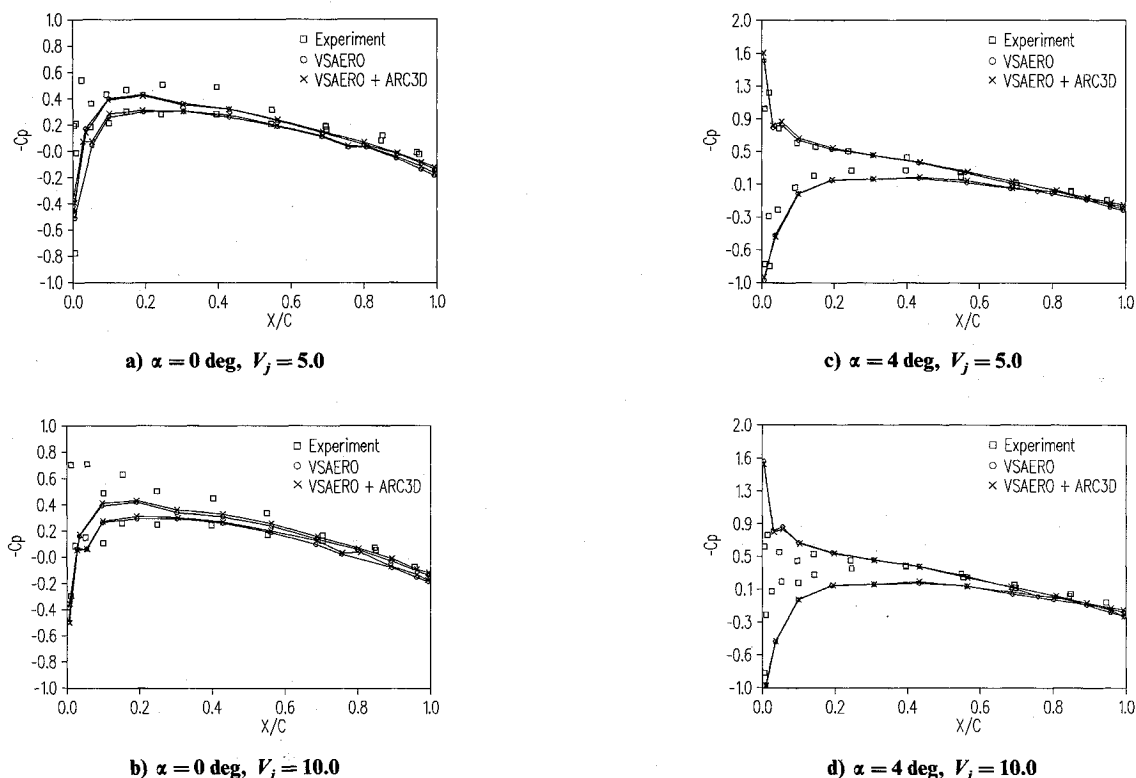 1.0
0.8
0.6
0.4
0.2
-0.0
-0.2
-0.4
-0.6
-0.8
-1.0
-Cp
Experiment
VSAERO
VSAERO + ARC3D
0.0 0.2 0.4 0.6 0.8 1.0
X/C
a) α = 0 deg, V_j = 5.0
2.0
1.6
1.3
0.9
0.5
0.1
-0.3
-0.6
-1.0
-Cp
Experiment
VSAERO
VSAERO + ARC3D
0.0 0.2 0.4 0.6 0.8 1.0
X/C
c) α = 4 deg, V_j = 5.0
1.0
0.8
0.6
0.4
0.2
-0.0
-0.2
-0.4
-0.6
-0.8
-1.0
-Cp
Experiment
VSAERO
VSAERO + ARC3D
0.0 0.2 0.4 0.6 0.8 1.0
X/C
b) α = 0 deg, V_j = 10.0
2.0
1.6
1.3
0.9
0.5
0.1
-0.3
-0.6
-1.0
-Cp
Experiment
VSAERO
VSAERO + ARC3D
0.0 0.2 0.4 0.6 0.8 1.0
X/C
d) α = 4 deg, V_j = 10.0